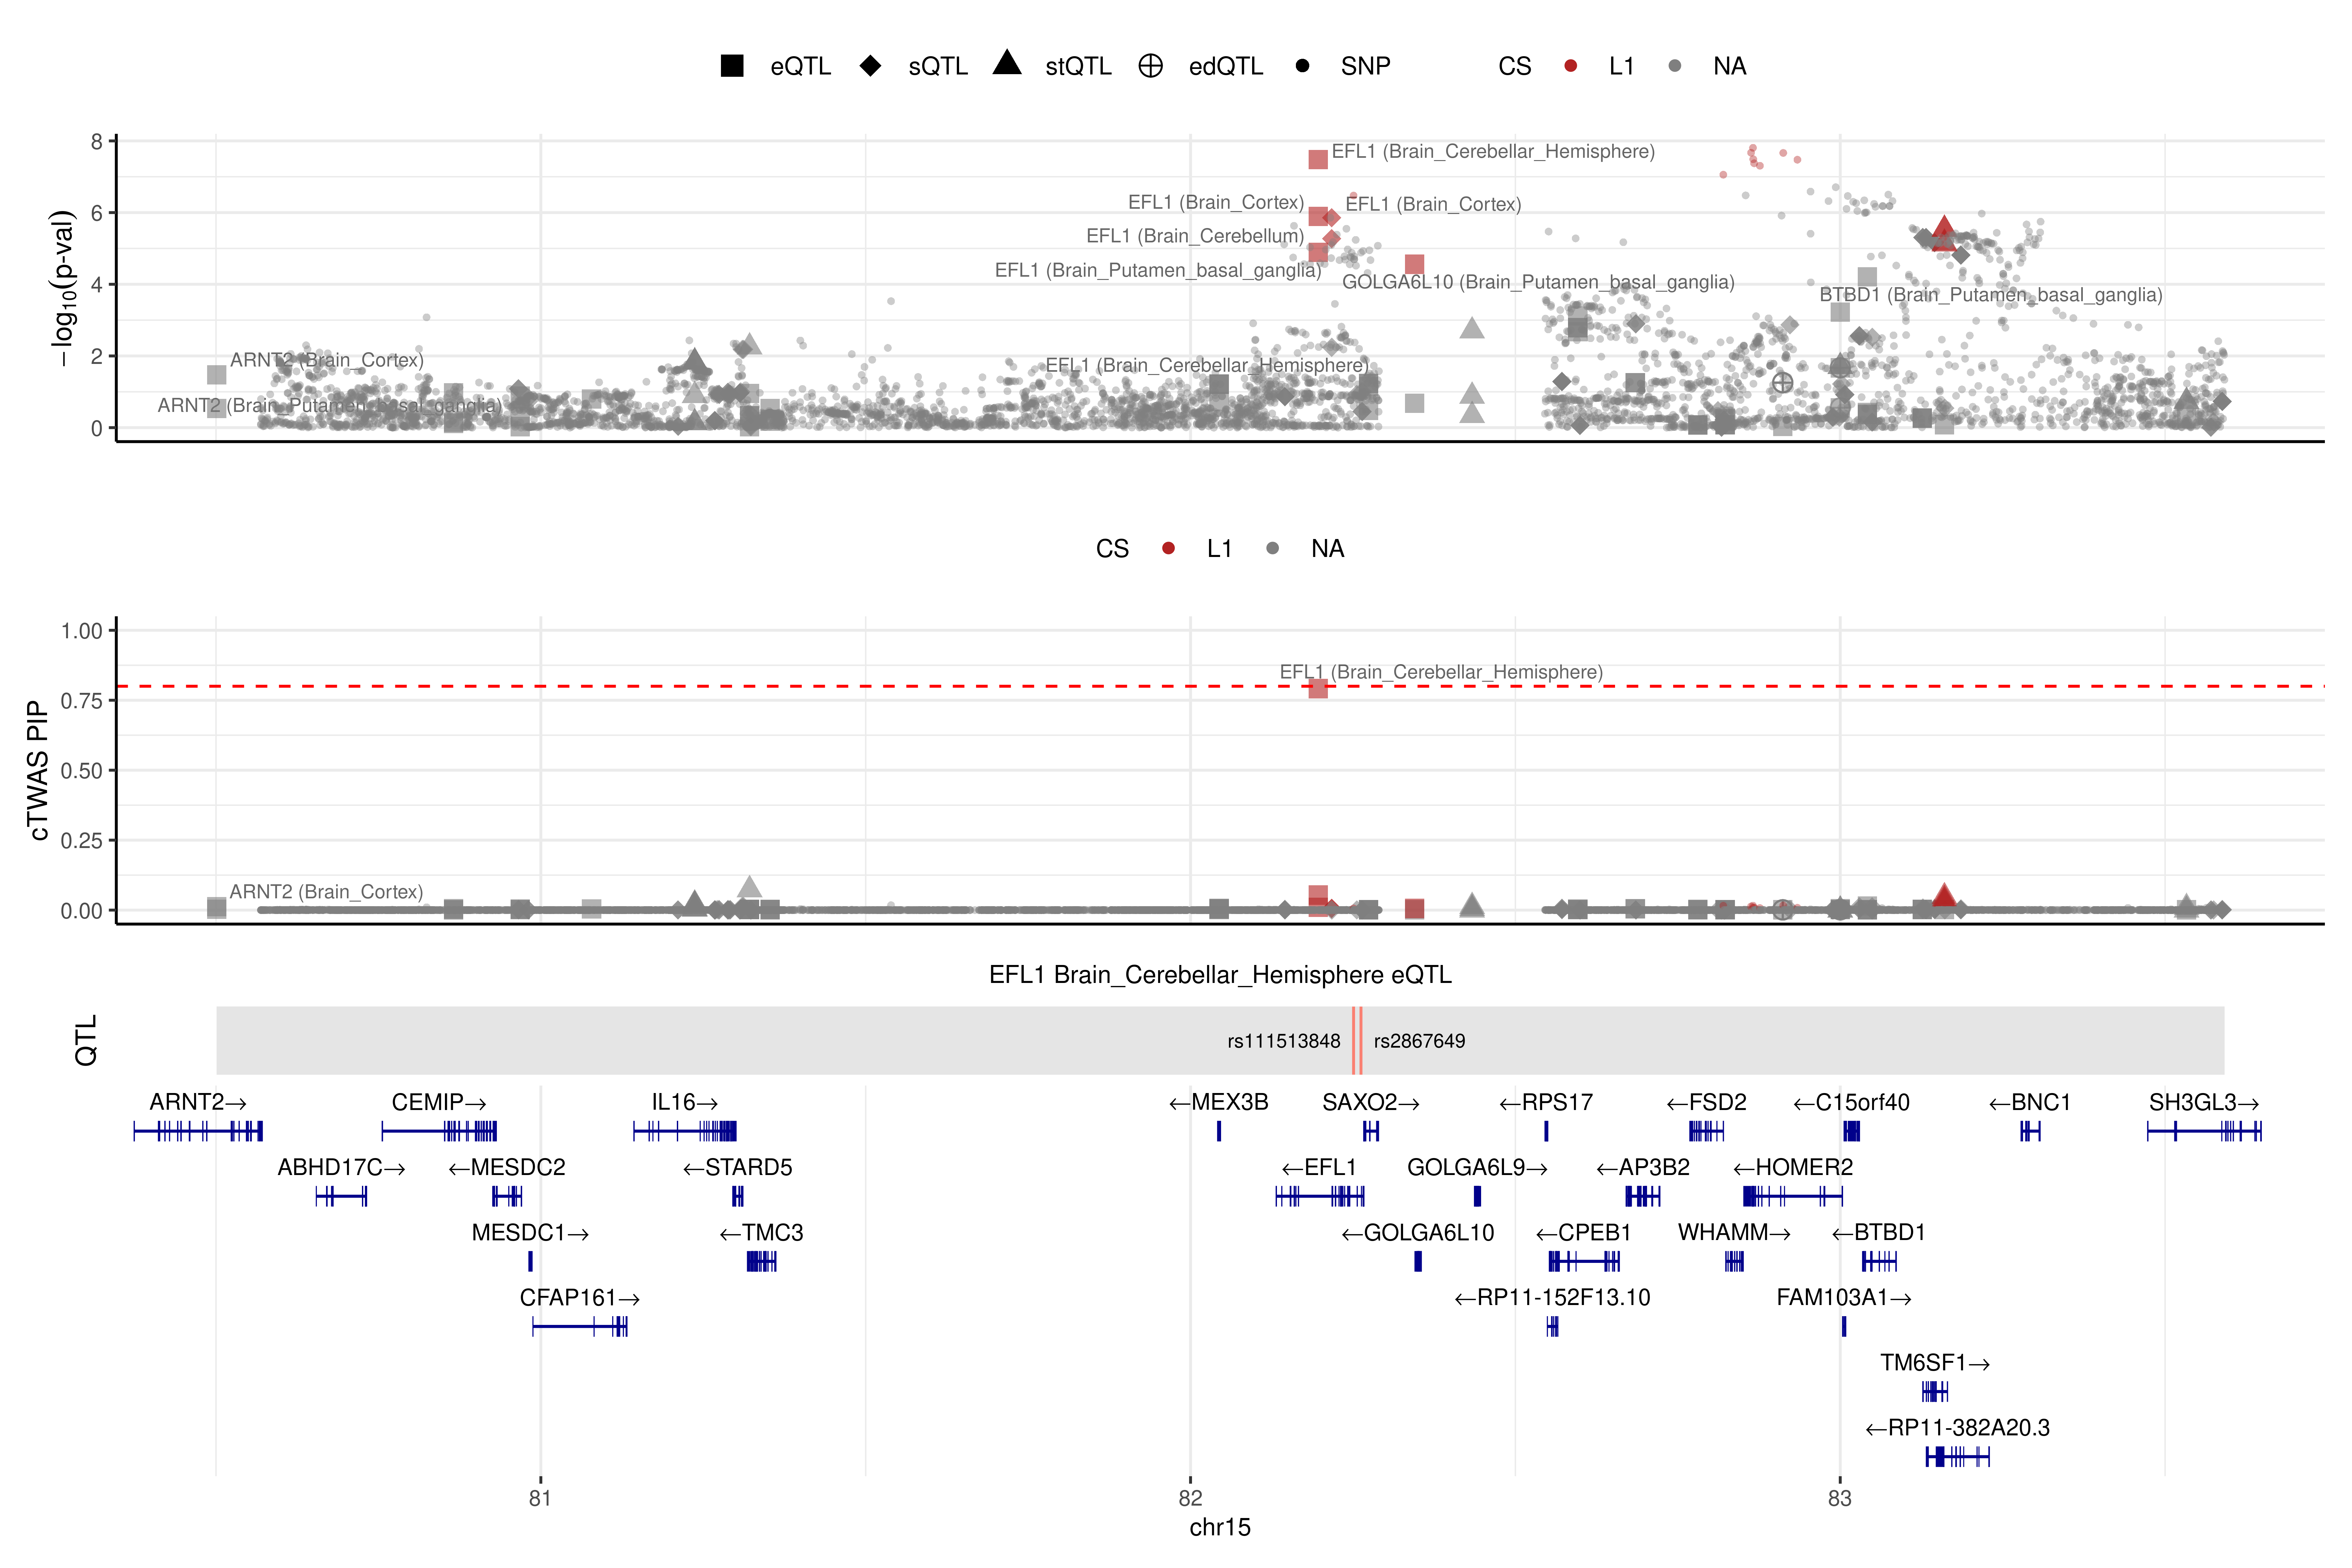 eQTL sQTL stQTL edQTL SNP CS L1 NA
−log10(p-val)
8
6
4
2
0
EFL1 (Brain_Cerebellar_Hemisphere)
EFL1 (Brain_Cortex)
EFL1 (Brain_Cortex)
EFL1 (Brain_Cerebellum)
EFL1 (Brain_Putamen_basal_ganglia)
GOLGA6L10 (Brain_Putamen_basal_ganglia)
BTBD1 (Brain_Putamen_basal_ganglia)
ARNT2 (Brain_Cortex)
EFL1 (Brain_Cerebellar_Hemisphere)
ARNT2 (Brain_Putamen_basal_ganglia)
CS L1 NA
cTWAS PIP
1.00
0.75
0.50
0.25
0.00
EFL1 (Brain_Cerebellar_Hemisphere)
ARNT2 (Brain_Cortex)
EFL1 Brain_Cerebellar_Hemisphere eQTL
QTL
rs111513848 rs2867649
ARNT2→ CEMIP→ IL16→ ←MEX3B SAXO2→ ←RPS17 ←FSD2 ←C15orf40 ←BNC1 SH3GL3→
ABHD17C→ ←MESDC2 ←STARD5 ←EFL1 GOLGA6L9→ ←AP3B2 ←HOMER2
MESDC1→ ←TMC3 ←GOLGA6L10 ←CPEB1 WHAMM→ ←BTBD1
CFAP161→ ←RP11-152F13.10 FAM103A1→
TM6SF1→
←RP11-382A20.3
81 82 83
chr15